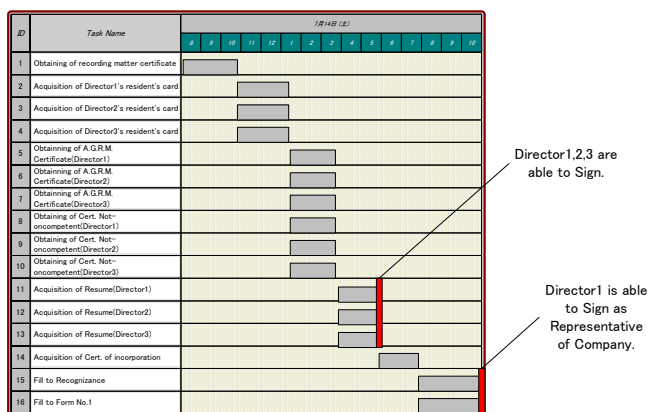 ID Task Name 7月14日 (土)
8 9 10 11 12 1 2 3 4 5 6 7 8 9 10
1 Obtaining of recording matter certificate
2 Acquisition of Director1's resident's card
3 Acquisition of Director2's resident's card
4 Acquisition of Director3's resident's card
5 Obtainning of A.G.R.M.
Certificate(Director1)
6 Obtainning of A.G.R.M.
Certificate(Director2)
7 Obtainning of A.G.R.M.
Certificate(Director3)
8 Obtaining of Cert. Not-
oncompetent(Director1)
9 Obtaining of Cert. Not-
oncompetent(Director2)
10 Obtaining of Cert. Not-
oncompetent(Director3)
11 Acquisition of Resume(Director1)
12 Acquisition of Resume(Director2)
13 Acquisition of Resume(Director3)
14 Acquisition of Cert. of incorporation
15 Fill to Recognizance
16 Fill to Form No.1
Director1,2,3 are
able to Sign.
Director1 is able
to Sign as
Representative
of Company.